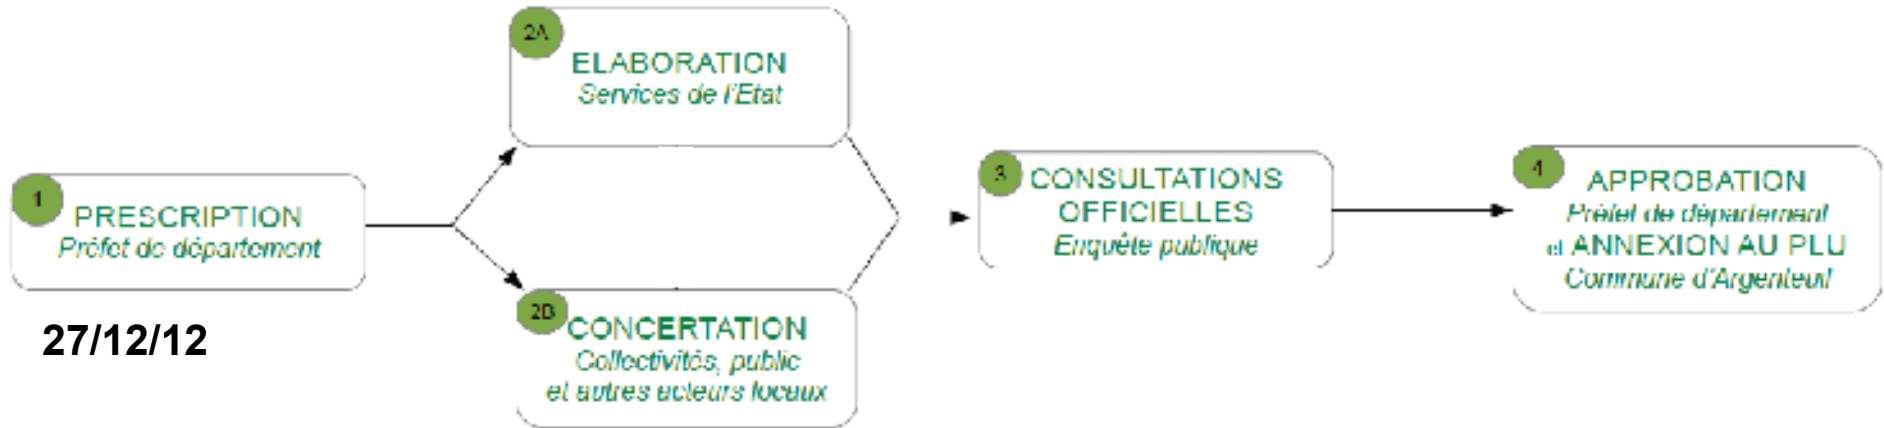 1
PRESCRIPTION
Préfet de département
27/12/12
2A
ELABORATION
Services de l'Etat
2B
CONCERTATION
Collectivités, public
et autres acteurs locaux
3
CONSULTATIONS
OFFICIELLES
Enquête publique
4
APPROBATION
Préfet de département
et ANNEXION AU PLU
Commune d'Argenteuil